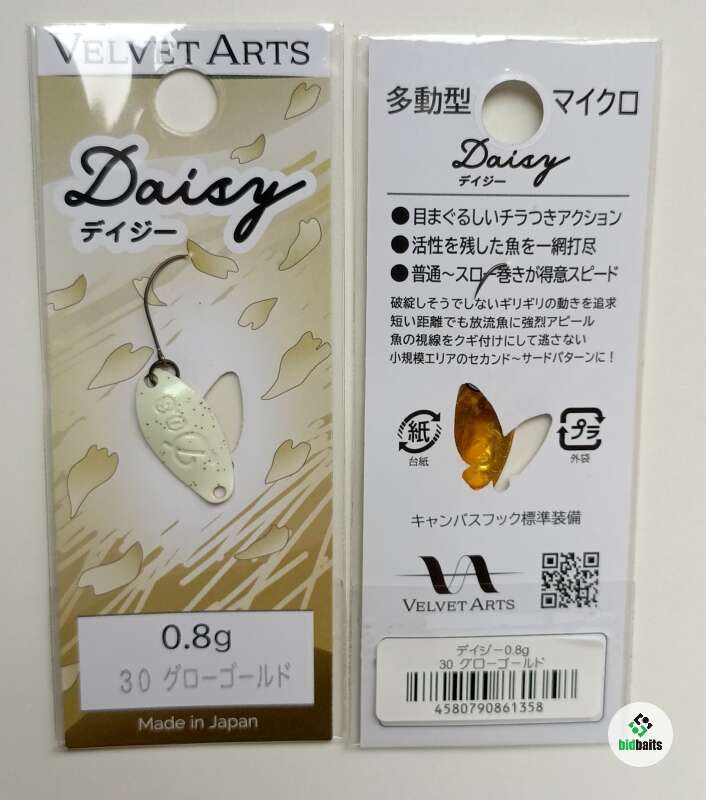 VELVET ARTS
Daisy
デイジー
0.8g
30 グローゴールド
Made in Japan
多動型 マイクロ
Daisy
デイジー
●目まぐるしいチラつきアクション
●活性を残した魚を一網打尽
●普通～スロー巻きが得意スピード
破綻しそうでしないギリギリの動きを追求
短い距離でも放流魚に強烈アピール
魚の視線をクギ付けにして逃さない
小規模エリアのセカンド～サードパターンに!
紙
台紙
プラ
外袋
キャンバスフック標準装備
VELVET ARTS
デイジー0.8g
30 グローゴールド
4580790861358
bidbaits